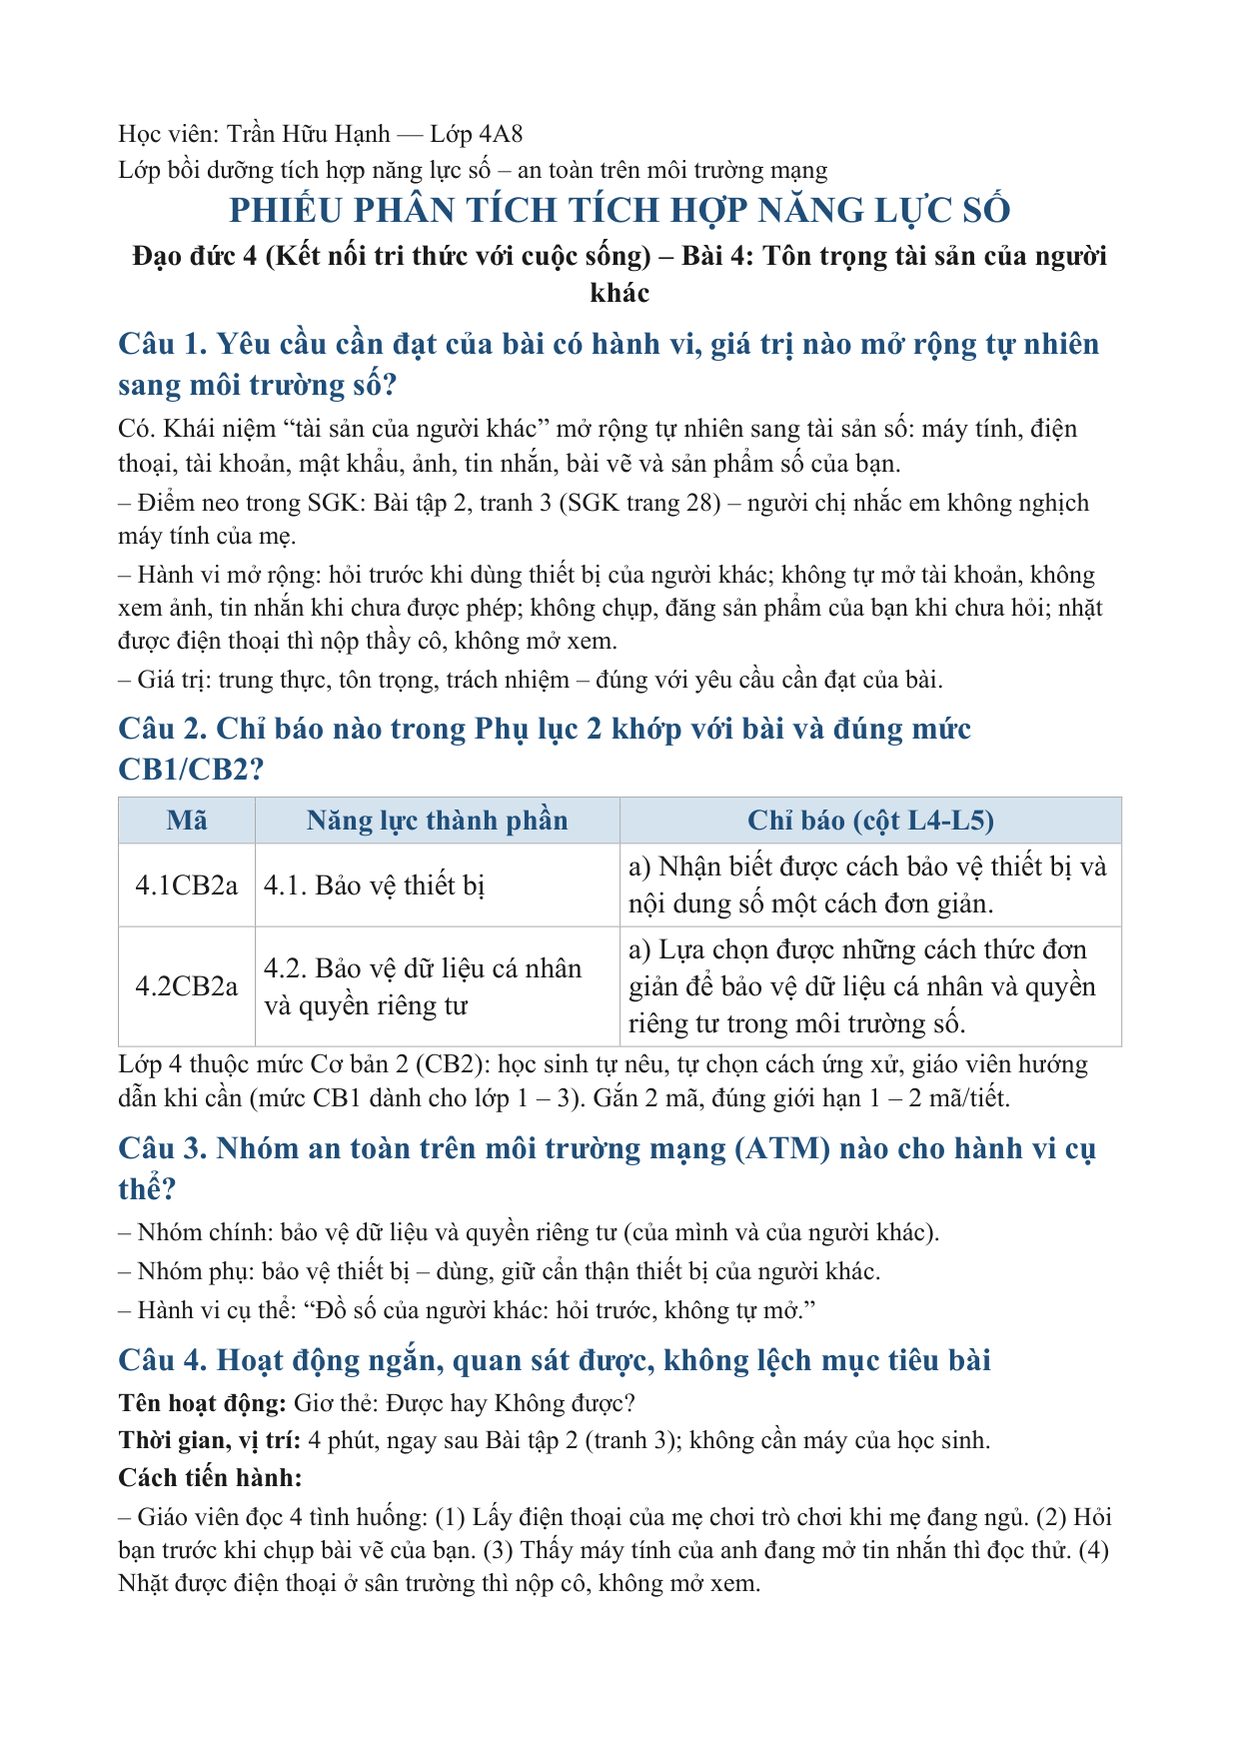 Học viên: Trần Hữu Hạnh — Lớp 4A8
Lớp bồi dưỡng tích hợp năng lực số – an toàn trên môi trường mạng
PHIẾU PHÂN TÍCH TÍCH HỢP NĂNG LỰC SỐ
Đạo đức 4 (Kết nối tri thức với cuộc sống) – Bài 4: Tôn trọng tài sản của người
khác
Câu 1. Yêu cầu cần đạt của bài có hành vi, giá trị nào mở rộng tự nhiên
sang môi trường số?
Có. Khái niệm “tài sản của người khác” mở rộng tự nhiên sang tài sản số: máy tính, điện
thoại, tài khoản, mật khẩu, ảnh, tin nhắn, bài vẽ và sản phẩm số của bạn.
– Điểm neo trong SGK: Bài tập 2, tranh 3 (SGK trang 28) – người chị nhắc em không nghịch
máy tính của mẹ.
– Hành vi mở rộng: hỏi trước khi dùng thiết bị của người khác; không tự mở tài khoản, không
xem ảnh, tin nhắn khi chưa được phép; không chụp, đăng sản phẩm của bạn khi chưa hỏi; nhặt
được điện thoại thì nộp thầy cô, không mở xem.
– Giá trị: trung thực, tôn trọng, trách nhiệm – đúng với yêu cầu cần đạt của bài.
Câu 2. Chỉ báo nào trong Phụ lục 2 khớp với bài và đúng mức
CB1/CB2?
Mã
Năng lực thành phần
Chỉ báo (cột L4-L5)
4.1CB2a
4.1. Bảo vệ thiết bị
a) Nhận biết được cách bảo vệ thiết bị và
nội dung số một cách đơn giản.
4.2CB2a
4.2. Bảo vệ dữ liệu cá nhân
và quyền riêng tư
a) Lựa chọn được những cách thức đơn
giản để bảo vệ dữ liệu cá nhân và quyền
riêng tư trong môi trường số.
Lớp 4 thuộc mức Cơ bản 2 (CB2): học sinh tự nêu, tự chọn cách ứng xử, giáo viên hướng
dẫn khi cần (mức CB1 dành cho lớp 1 – 3). Gắn 2 mã, đúng giới hạn 1 – 2 mã/tiết.
Câu 3. Nhóm an toàn trên môi trường mạng (ATM) nào cho hành vi cụ
thể?
– Nhóm chính: bảo vệ dữ liệu và quyền riêng tư (của mình và của người khác).
– Nhóm phụ: bảo vệ thiết bị – dùng, giữ cẩn thận thiết bị của người khác.
– Hành vi cụ thể: “Đồ số của người khác: hỏi trước, không tự mở.”
Câu 4. Hoạt động ngắn, quan sát được, không lệch mục tiêu bài
Tên hoạt động: Giơ thẻ: Được hay Không được?
Thời gian, vị trí: 4 phút, ngay sau Bài tập 2 (tranh 3); không cần máy của học sinh.
Cách tiến hành:
– Giáo viên đọc 4 tình huống: (1) Lấy điện thoại của mẹ chơi trò chơi khi mẹ đang ngủ. (2) Hỏi
bạn trước khi chụp bài vẽ của bạn. (3) Thấy máy tính của anh đang mở tin nhắn thì đọc thử. (4)
Nhặt được điện thoại ở sân trường thì nộp cô, không mở xem.